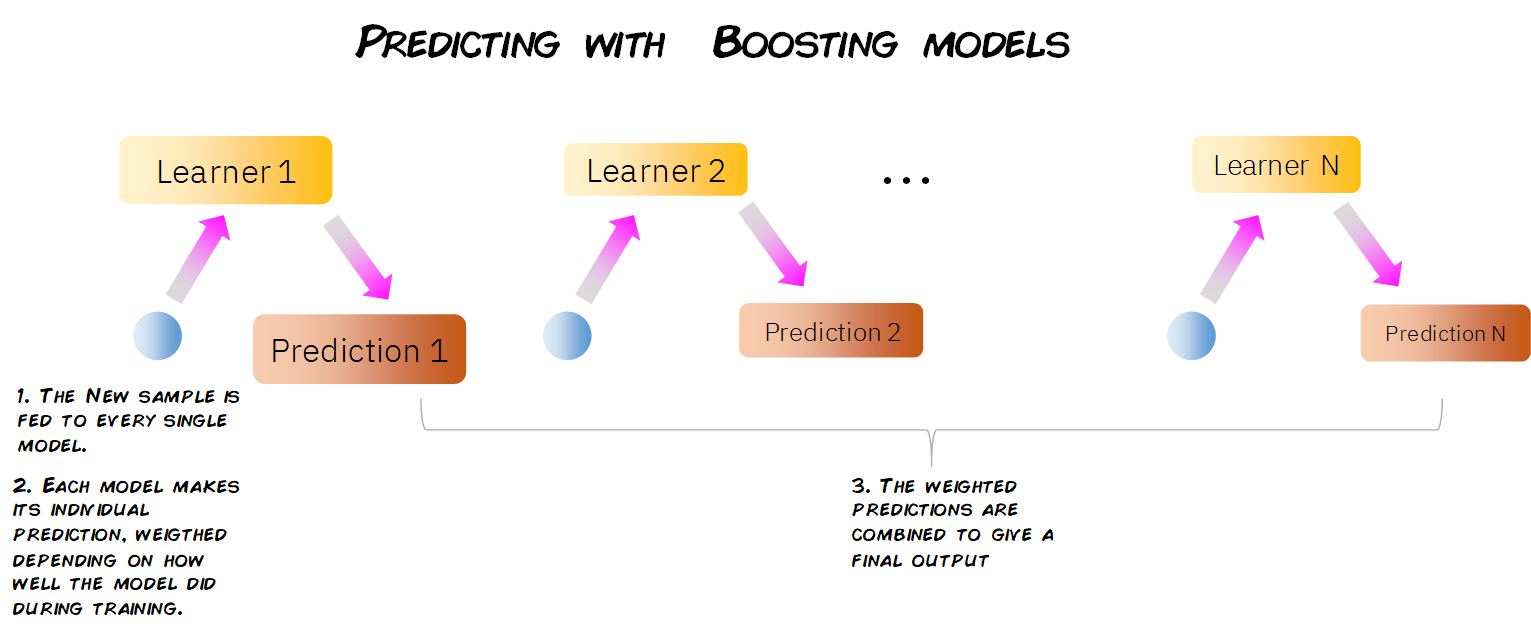 Predicting with Boosting models
Learner 1
Learner 2
...
Learner N
Prediction 1
Prediction 2
Prediction N
1. The New sample is
fed to every single
model.
2. Each model makes
its individual
prediction, weigthed
depending on how
well the model did
during training.
3. The weighted
predictions are
combined to give a
final output